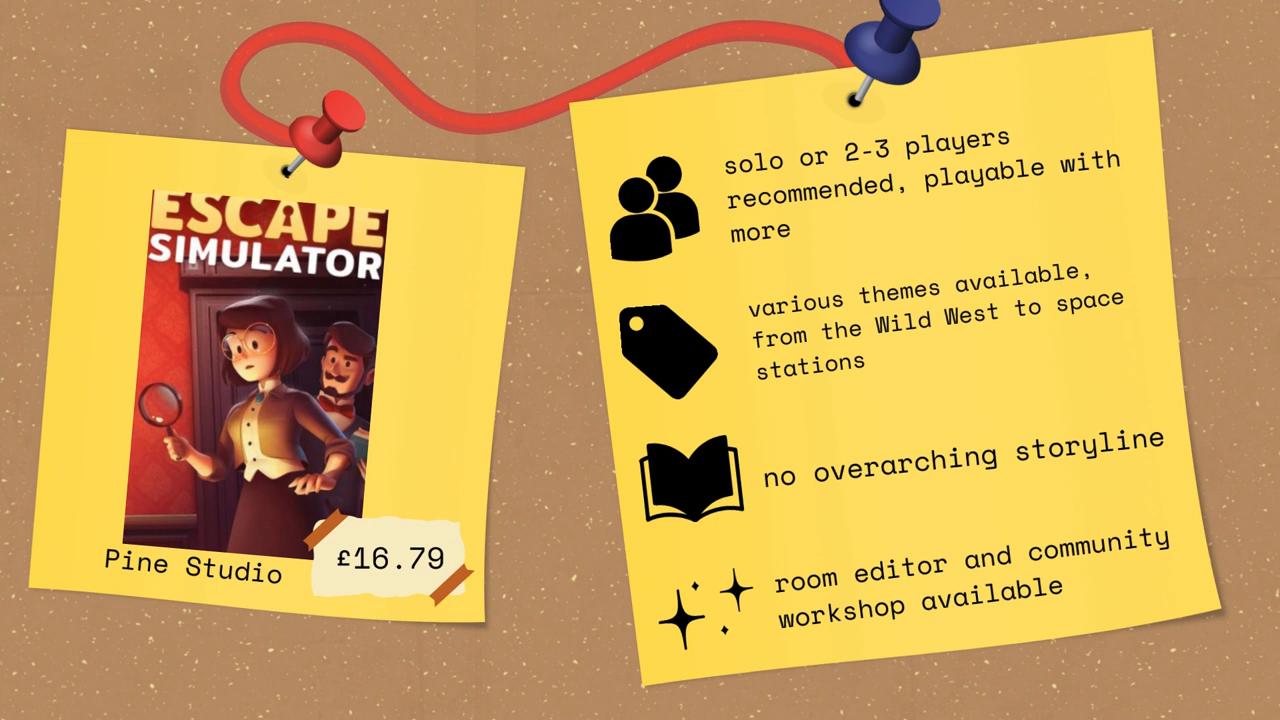 ESCAPE
SIMULATOR
Pine Studio
£16.79
solo or 2-3 players
recommended, playable with
more
various themes available,
from the Wild West to space
stations
no overarching storyline
room editor and community
workshop available